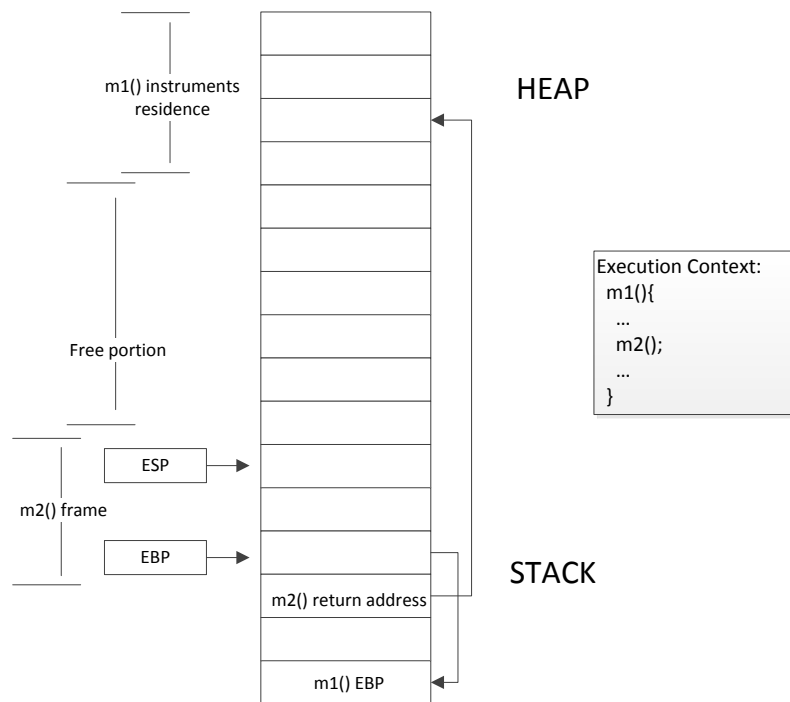 m1() instruments
residence
HEAP
Execution Context:
m1(){
...
m2();
...
}
Free portion
ESP
m2() frame
EBP
STACK
m2() return address
m1() EBP